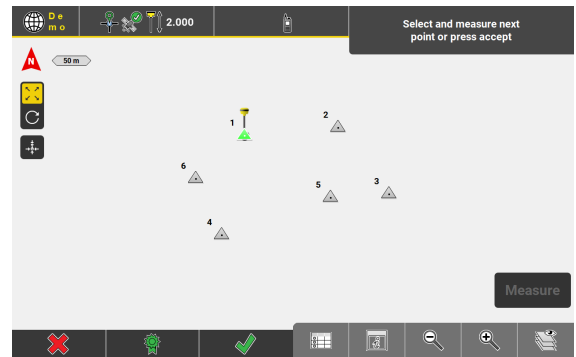 De
mo
2.000
Select and measure next
point or press accept
50 m
1
2
6
5
3
4
Measure